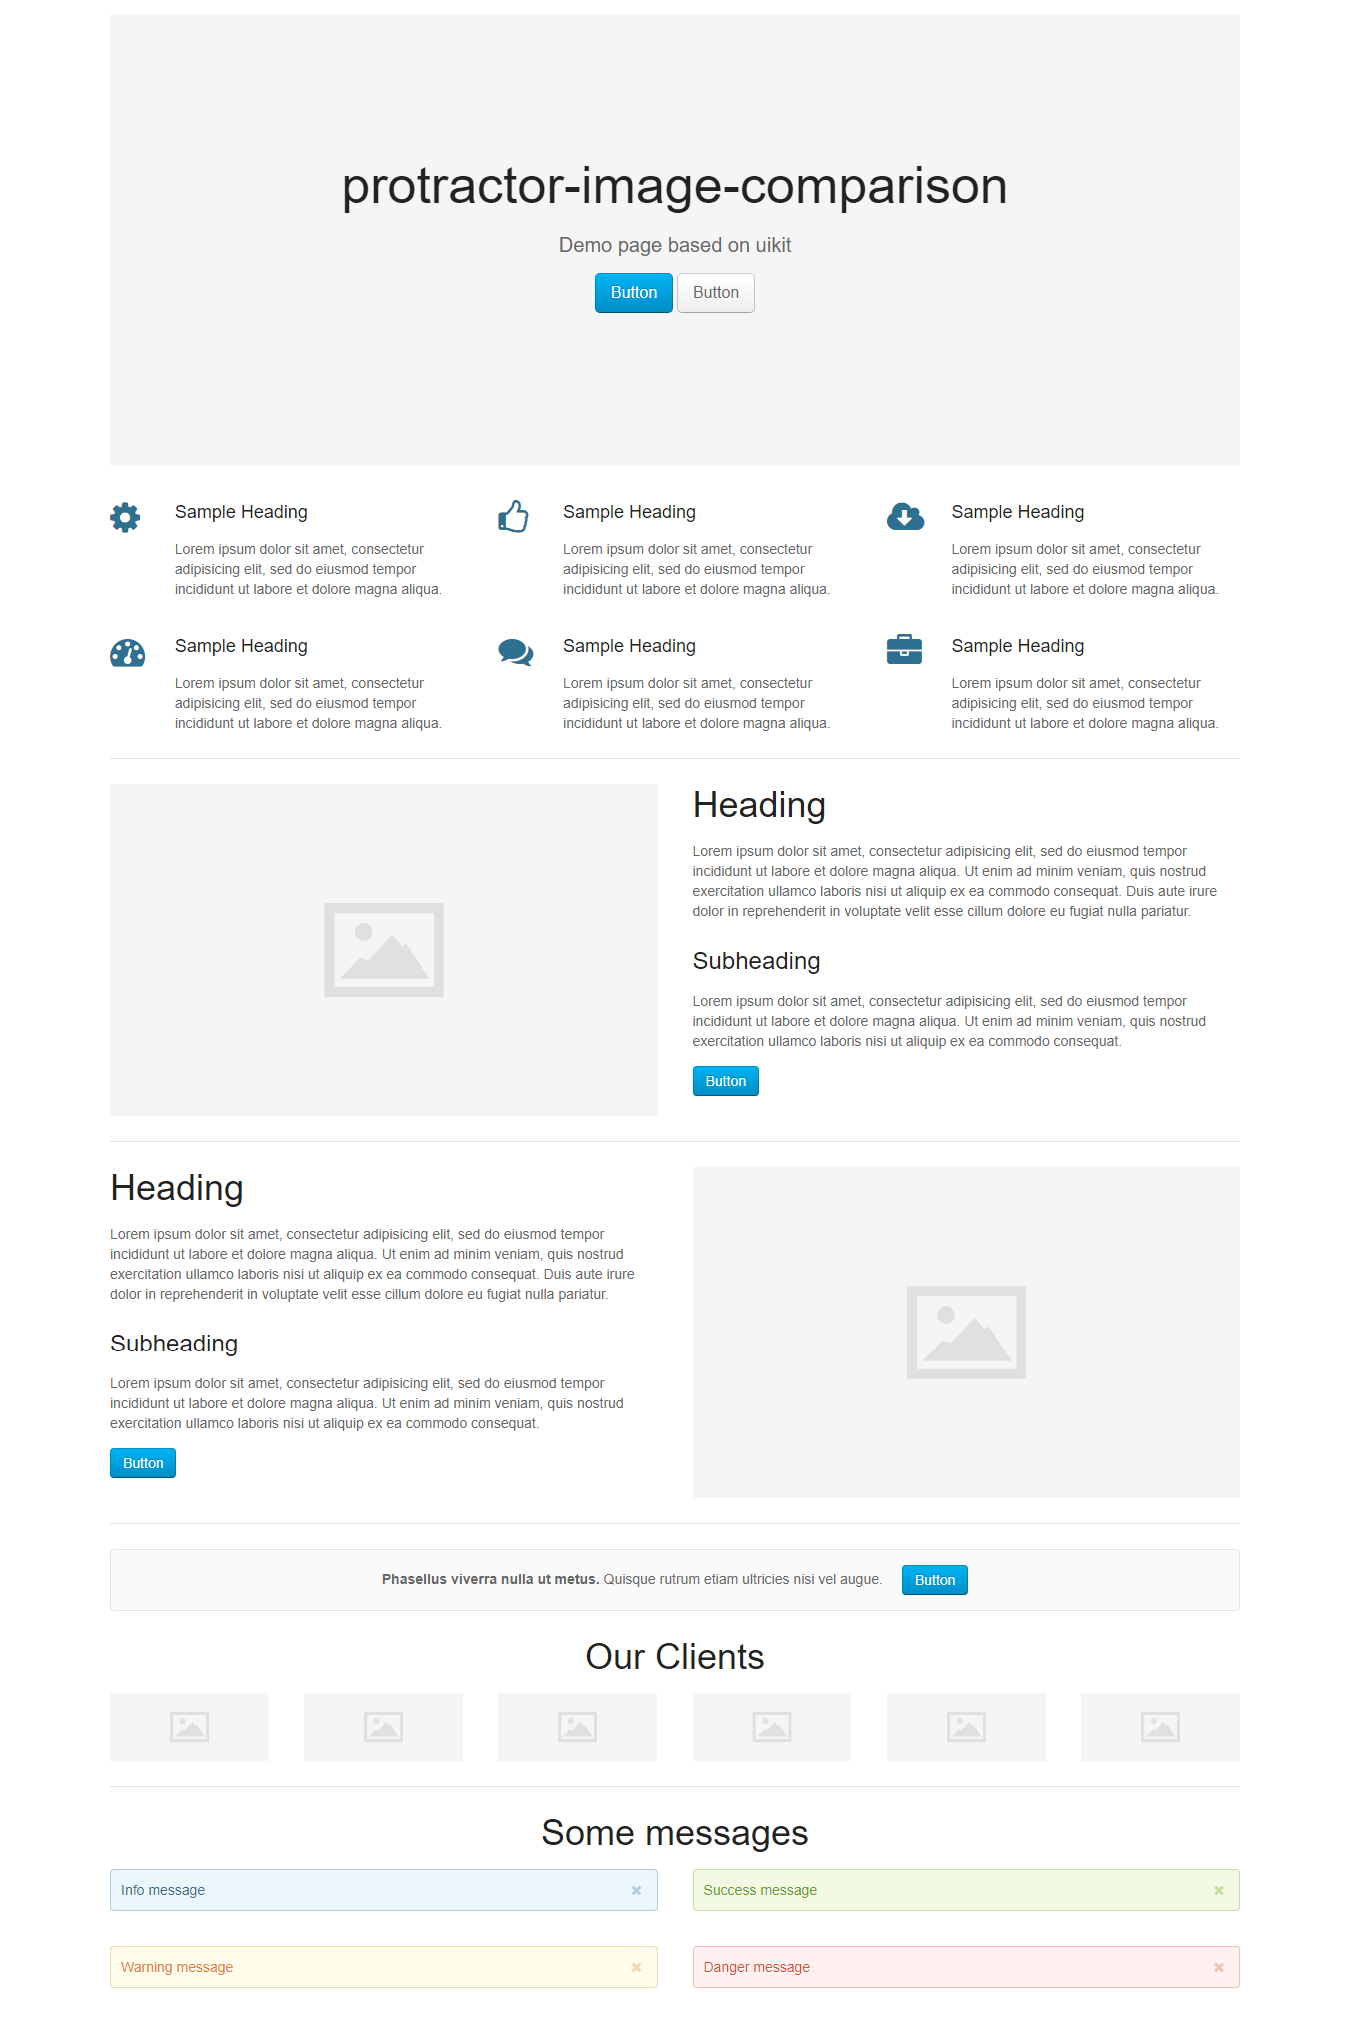 protractor-image-comparison
Demo page based on uikit
Button Button
Sample Heading
Lorem ipsum dolor sit amet, consectetur
adipisicing elit, sed do eiusmod tempor
incididunt ut labore et dolore magna aliqua.
Sample Heading
Lorem ipsum dolor sit amet, consectetur
adipisicing elit, sed do eiusmod tempor
incididunt ut labore et dolore magna aliqua.
Sample Heading
Lorem ipsum dolor sit amet, consectetur
adipisicing elit, sed do eiusmod tempor
incididunt ut labore et dolore magna aliqua.
Sample Heading
Lorem ipsum dolor sit amet, consectetur
adipisicing elit, sed do eiusmod tempor
incididunt ut labore et dolore magna aliqua.
Sample Heading
Lorem ipsum dolor sit amet, consectetur
adipisicing elit, sed do eiusmod tempor
incididunt ut labore et dolore magna aliqua.
Sample Heading
Lorem ipsum dolor sit amet, consectetur
adipisicing elit, sed do eiusmod tempor
incididunt ut labore et dolore magna aliqua.
Heading
Lorem ipsum dolor sit amet, consectetur adipisicing elit, sed do eiusmod tempor
incididunt ut labore et dolore magna aliqua. Ut enim ad minim veniam, quis nostrud
exercitation ullamco laboris nisi ut aliquip ex ea commodo consequat. Duis aute irure
dolor in reprehenderit in voluptate velit esse cillum dolore eu fugiat nulla pariatur.
Subheading
Lorem ipsum dolor sit amet, consectetur adipisicing elit, sed do eiusmod tempor
incididunt ut labore et dolore magna aliqua. Ut enim ad minim veniam, quis nostrud
exercitation ullamco laboris nisi ut aliquip ex ea commodo consequat.
Button
Heading
Lorem ipsum dolor sit amet, consectetur adipisicing elit, sed do eiusmod tempor
incididunt ut labore et dolore magna aliqua. Ut enim ad minim veniam, quis nostrud
exercitation ullamco laboris nisi ut aliquip ex ea commodo consequat. Duis aute irure
dolor in reprehenderit in voluptate velit esse cillum dolore eu fugiat nulla pariatur.
Subheading
Lorem ipsum dolor sit amet, consectetur adipisicing elit, sed do eiusmod tempor
incididunt ut labore et dolore magna aliqua. Ut enim ad minim veniam, quis nostrud
exercitation ullamco laboris nisi ut aliquip ex ea commodo consequat.
Button
Phasellus viverra nulla ut metus. Quisque rutrum etiam ultricies nisi vel augue. Button
Our Clients
Some messages
Info message
Success message
Warning message
Danger message